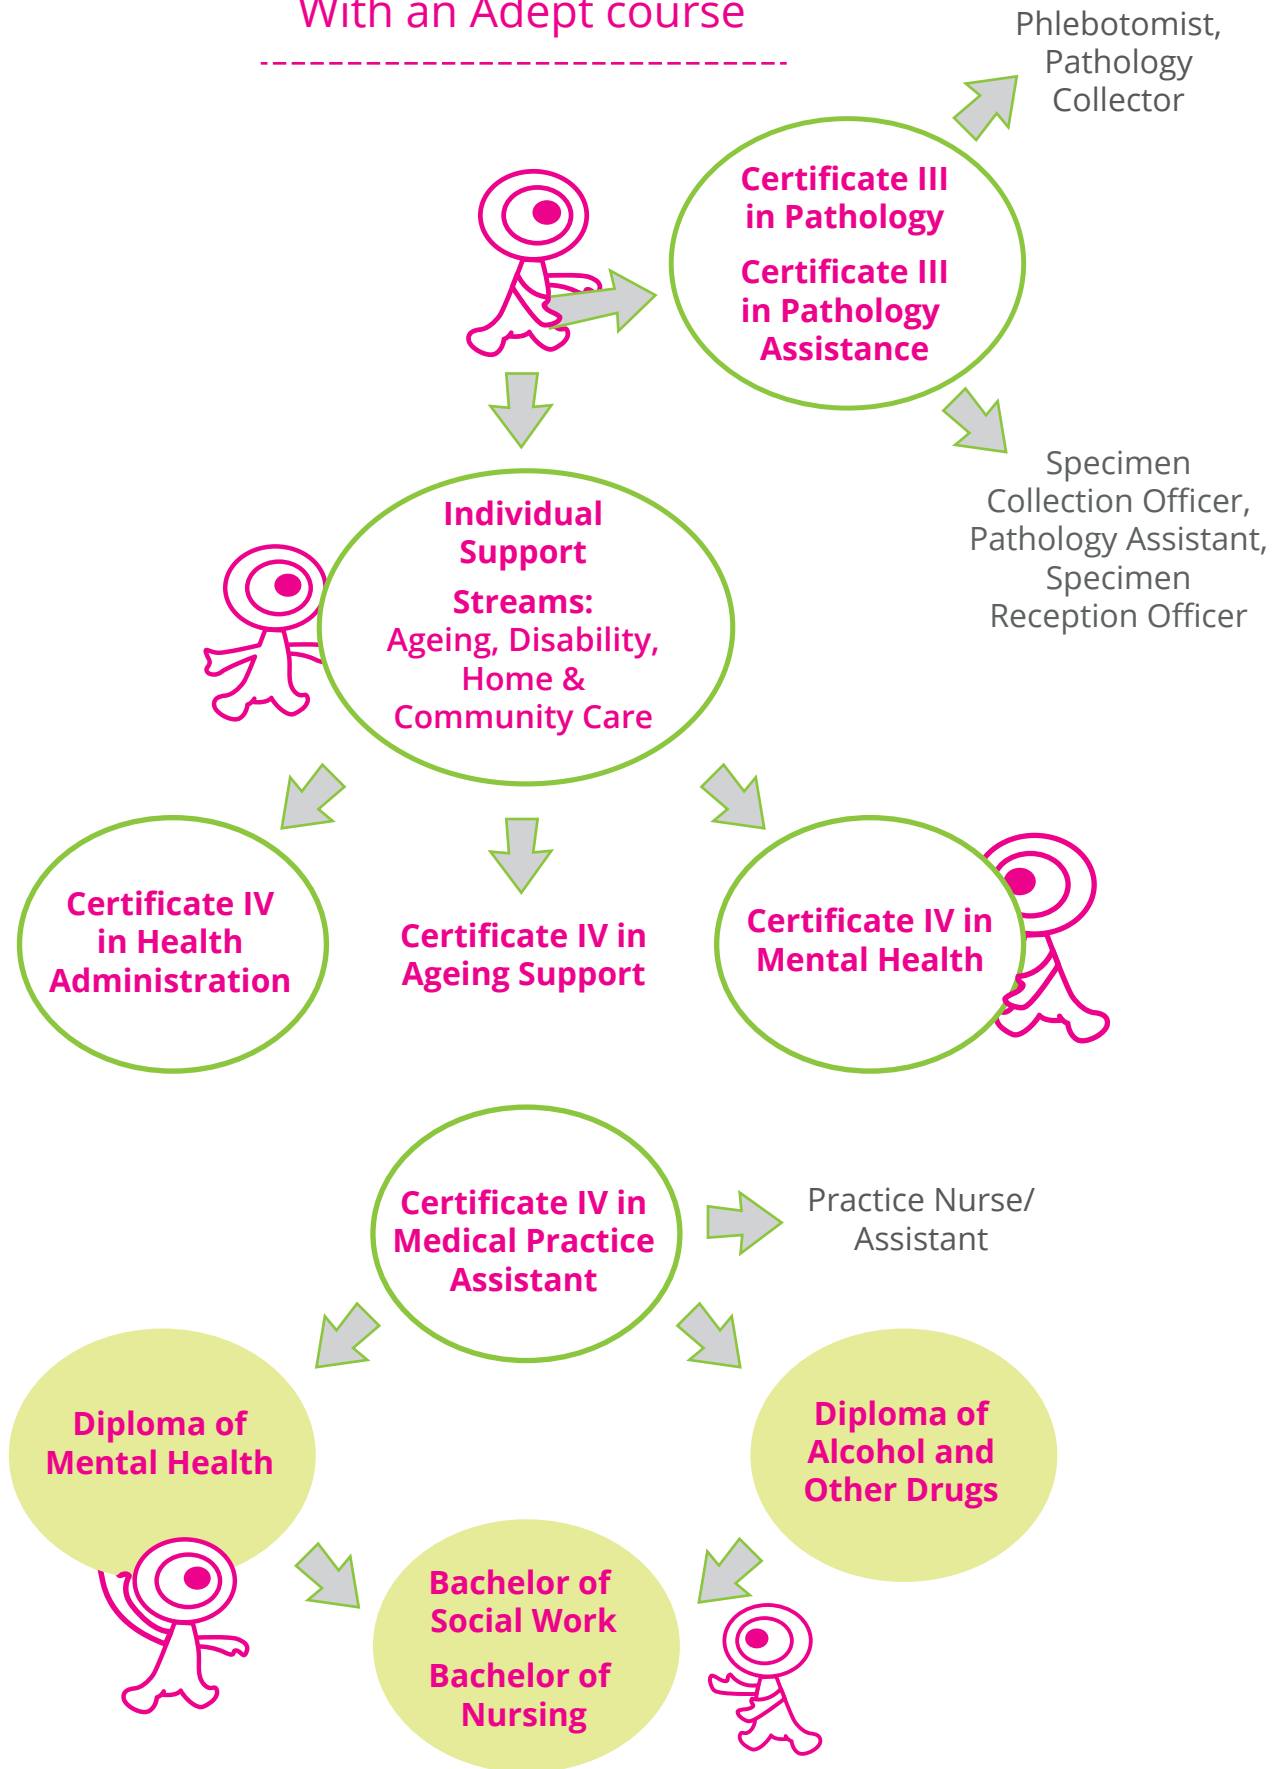 With an Adept course
Phlebotomist,
Pathology
Collector
Certificate III
in Pathology
Certificate III
in Pathology
Assistance
Specimen
Collection Officer,
Pathology Assistant,
Specimen
Reception Officer
Individual
Support
Streams:
Ageing, Disability,
Home &
Community Care
Certificate IV
in Health
Administration
Certificate IV in
Ageing Support
Certificate IV in
Mental Health
Certificate IV in
Medical Practice
Assistant
Practice Nurse/
Assistant
Diploma of
Mental Health
Diploma of
Alcohol and
Other Drugs
Bachelor of
Social Work
Bachelor of
Nursing